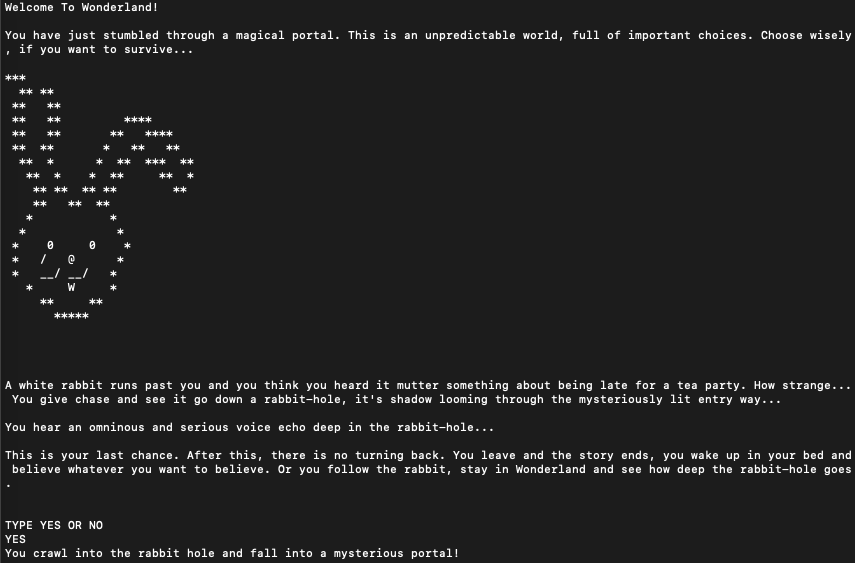 Welcome To Wonderland!
You have just stumbled through a magical portal. This is an unpredictable world, full of important choices. Choose wisely
, if you want to survive...
***
  ** **
 **   **
 **   **         ****
 **   **       **   ****
 **  **       *   **   **
  **  *      *  **  ***  **
   **  *    *  **     **  *
    ** **  ** **        **
    **   **  **
   *           *
  *             *
 *    0     0    *
 *   /   @      *
 *   __/ __/   *
   *     W     *
     **     **
       *****
A white rabbit runs past you and you think you heard it mutter something about being late for a tea party. How strange...
 You give chase and see it go down a rabbit-hole, it's shadow looming through the mysteriously lit entry way...
You hear an omninous and serious voice echo deep in the rabbit-hole...
This is your last chance. After this, there is no turning back. You leave and the story ends, you wake up in your bed and
 believe whatever you want to believe. Or you follow the rabbit, stay in Wonderland and see how deep the rabbit-hole goes
.
TYPE YES OR NO
YES
You crawl into the rabbit hole and fall into a mysterious portal!